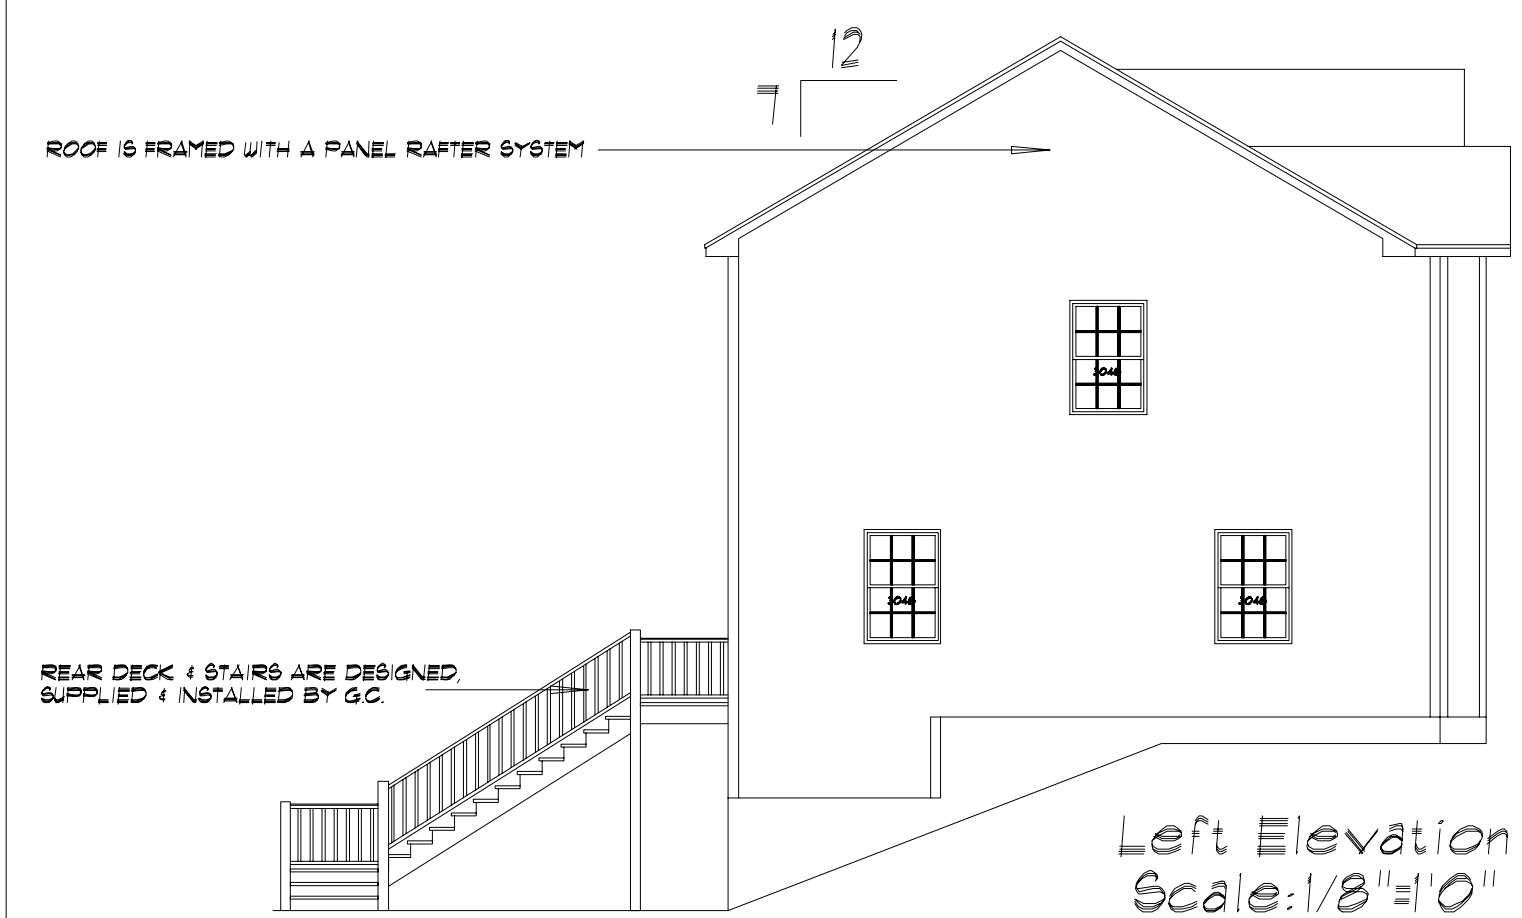 12
7
ROOF IS FRAMED WITH A PANEL RAFTER SYSTEM
3046
3046
3046
REAR DECK & STAIRS ARE DESIGNED,
SUPPLIED & INSTALLED BY G.C.
Left Elevation
Scale:1/8"=1'0"